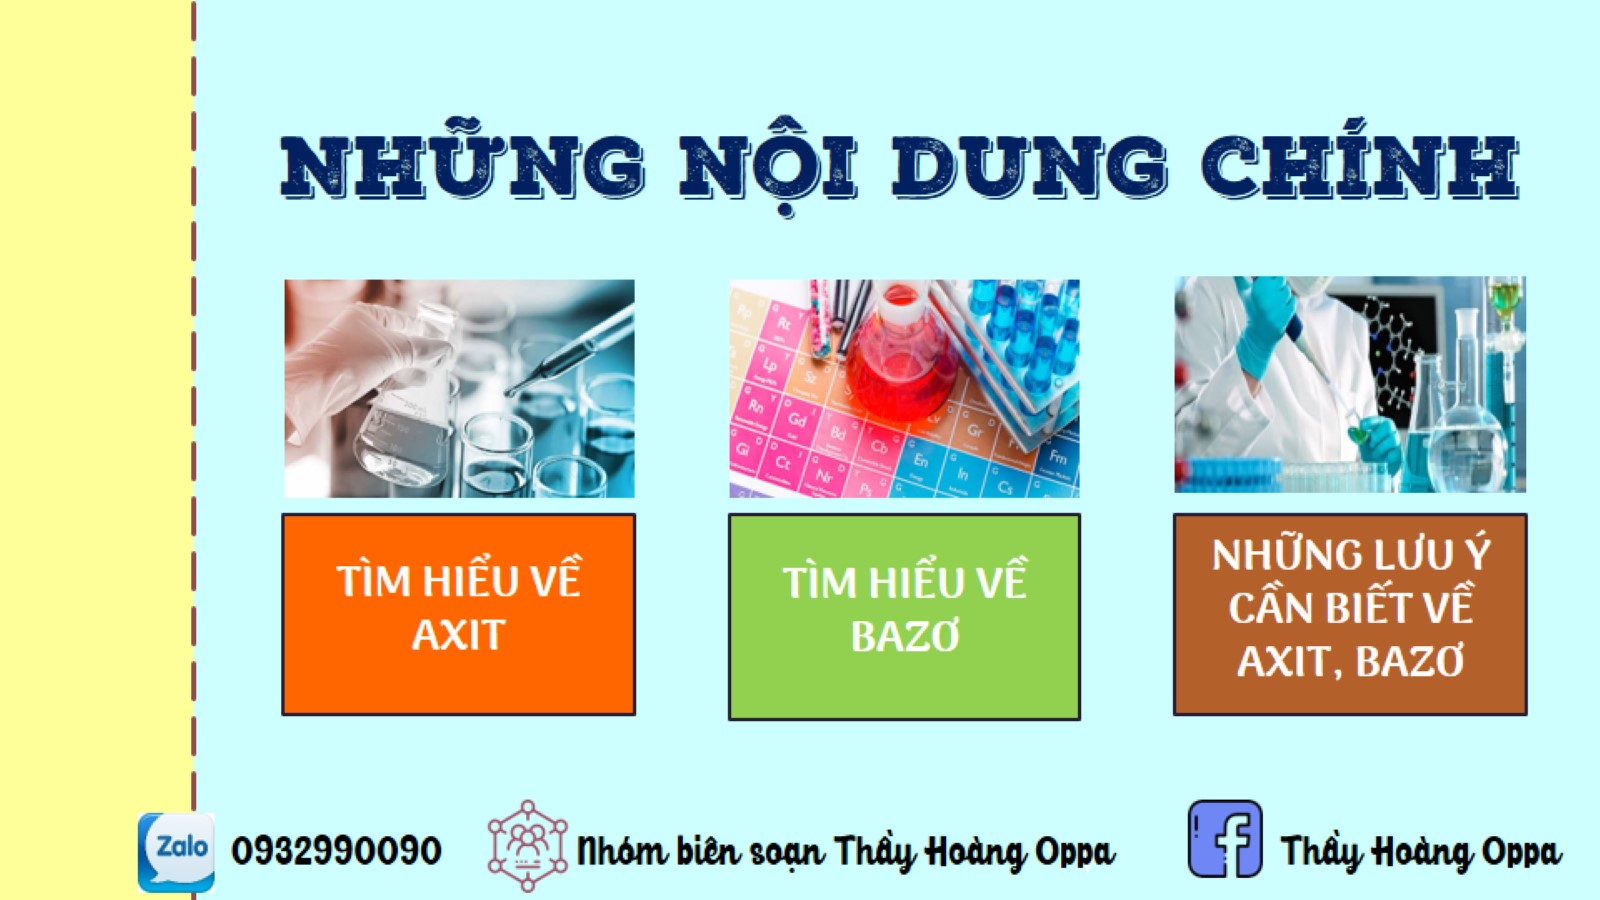 NHỮNG NỘI DUNG CHÍNH
TÌM HIỂU VỀ
AXIT
TÌM HIỂU VỀ
BAZƠ
NHỮNG LƯU Ý
CẦN BIẾT VỀ
AXIT, BAZƠ
Zalo
0932990090
Nhóm biên soạn Thầy Hoàng Oppa
Thầy Hoàng Oppa